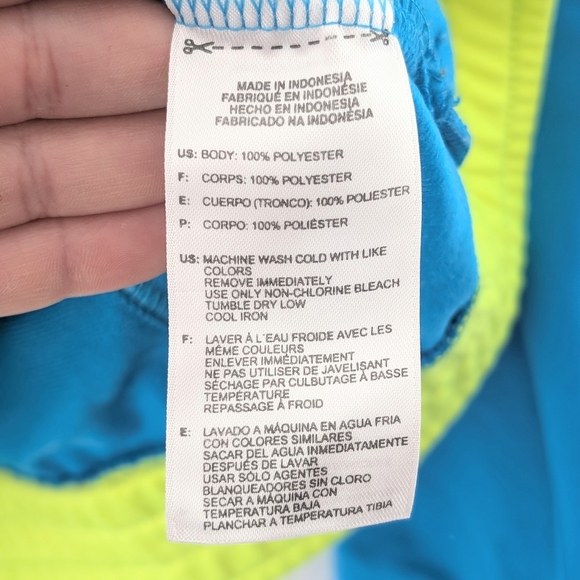 MADE IN INDONESIA
FABRIQUÉ EN INDONÉSIE
HECHO EN INDONESIA
FABRICADO NA INDONÉSIA
US: BODY: 100% POLYESTER
F: CORPS: 100% POLYESTER
E: CUERPO (TRONCO): 100% POLIESTER
P: CORPO: 100% POLIÉSTER
US: MACHINE WASH COLD WITH LIKE
COLORS
REMOVE IMMEDIATELY
USE ONLY NON-CHLORINE BLEACH
TUMBLE DRY LOW
COOL IRON
F: LAVER À L'EAU FROIDE AVEC LES
MÊME COULEURS
ENLEVER IMMÉDIATEMENT
NE PAS UTILISER DE JAVELISANT
SÉCHAGE PAR CULBUTAGE À BASSE
TEMPÉRATURE
REPASSAGE À FROID
E: LAVADO A MÁQUINA EN AGUA FRIA
CON COLORES SIMILARES
SACAR DEL AGUA INMEDIATAMENTE
DESPUÉS DE LAVAR
USAR SÓLO AGENTES
BLANQUEADORES SIN CLORO
SECAR A MÁQUINA CON
TEMPERATURA BAJA
PLANCHAR A TEMPERATURA TIBIA